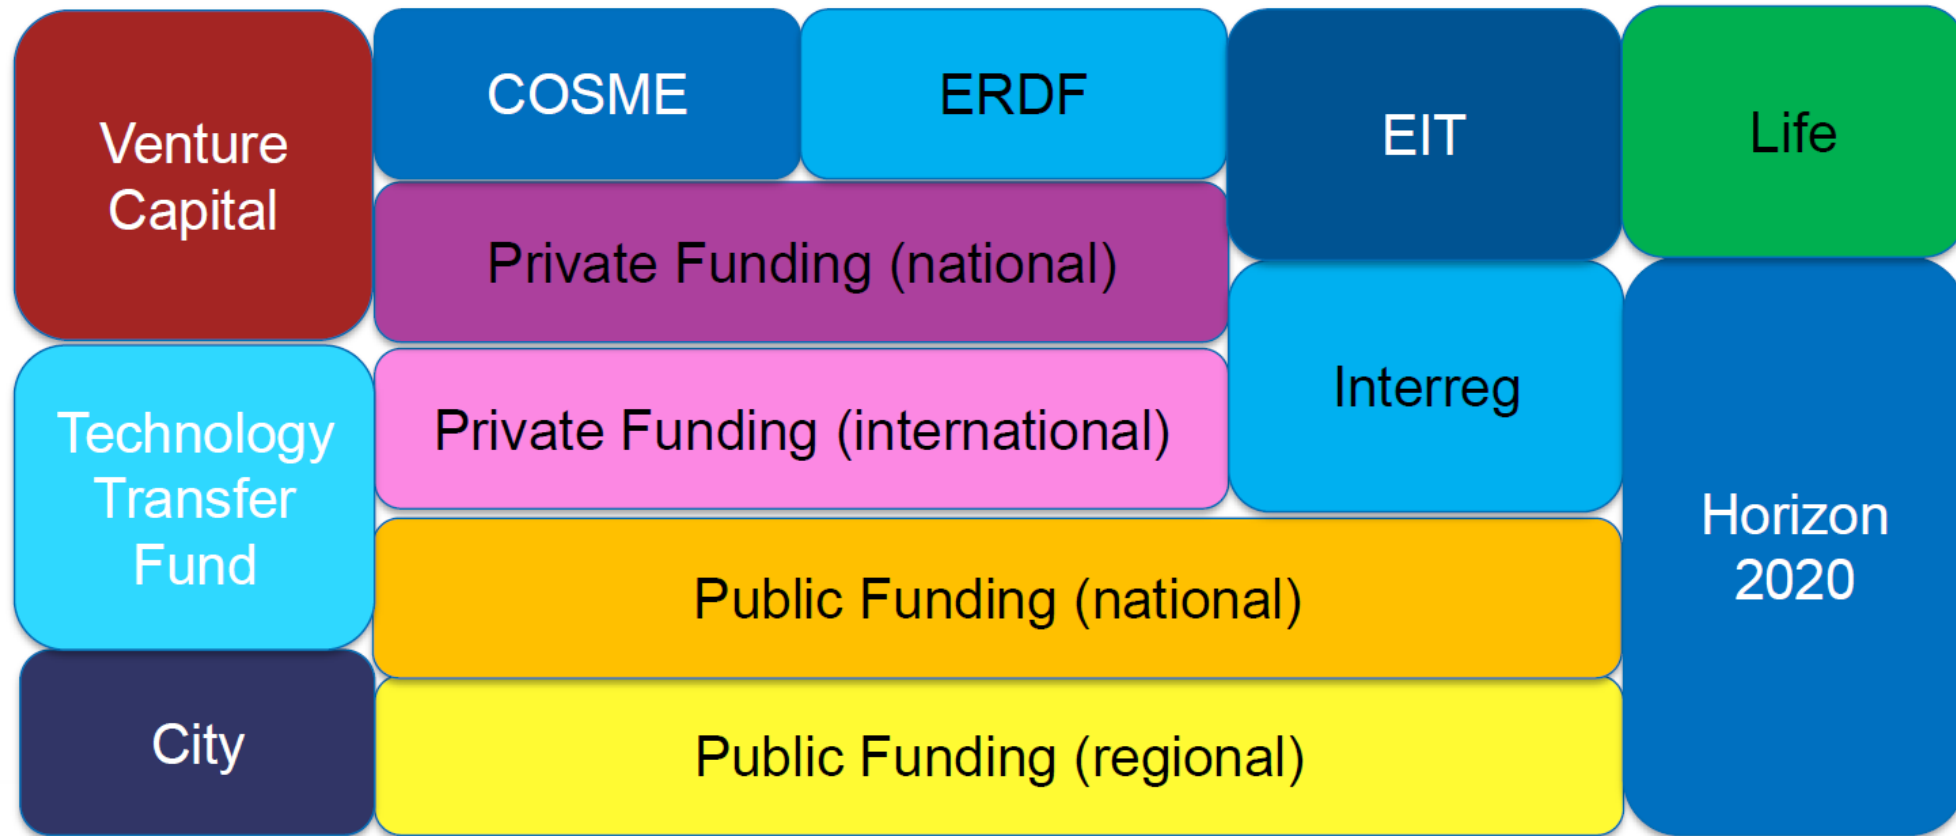 Venture
Capital
COSME
ERDF
EIT
Life
Private Funding (national)
Private Funding (international)
Interreg
Technology
Transfer
Fund
Horizon
2020
Public Funding (national)
City
Public Funding (regional)